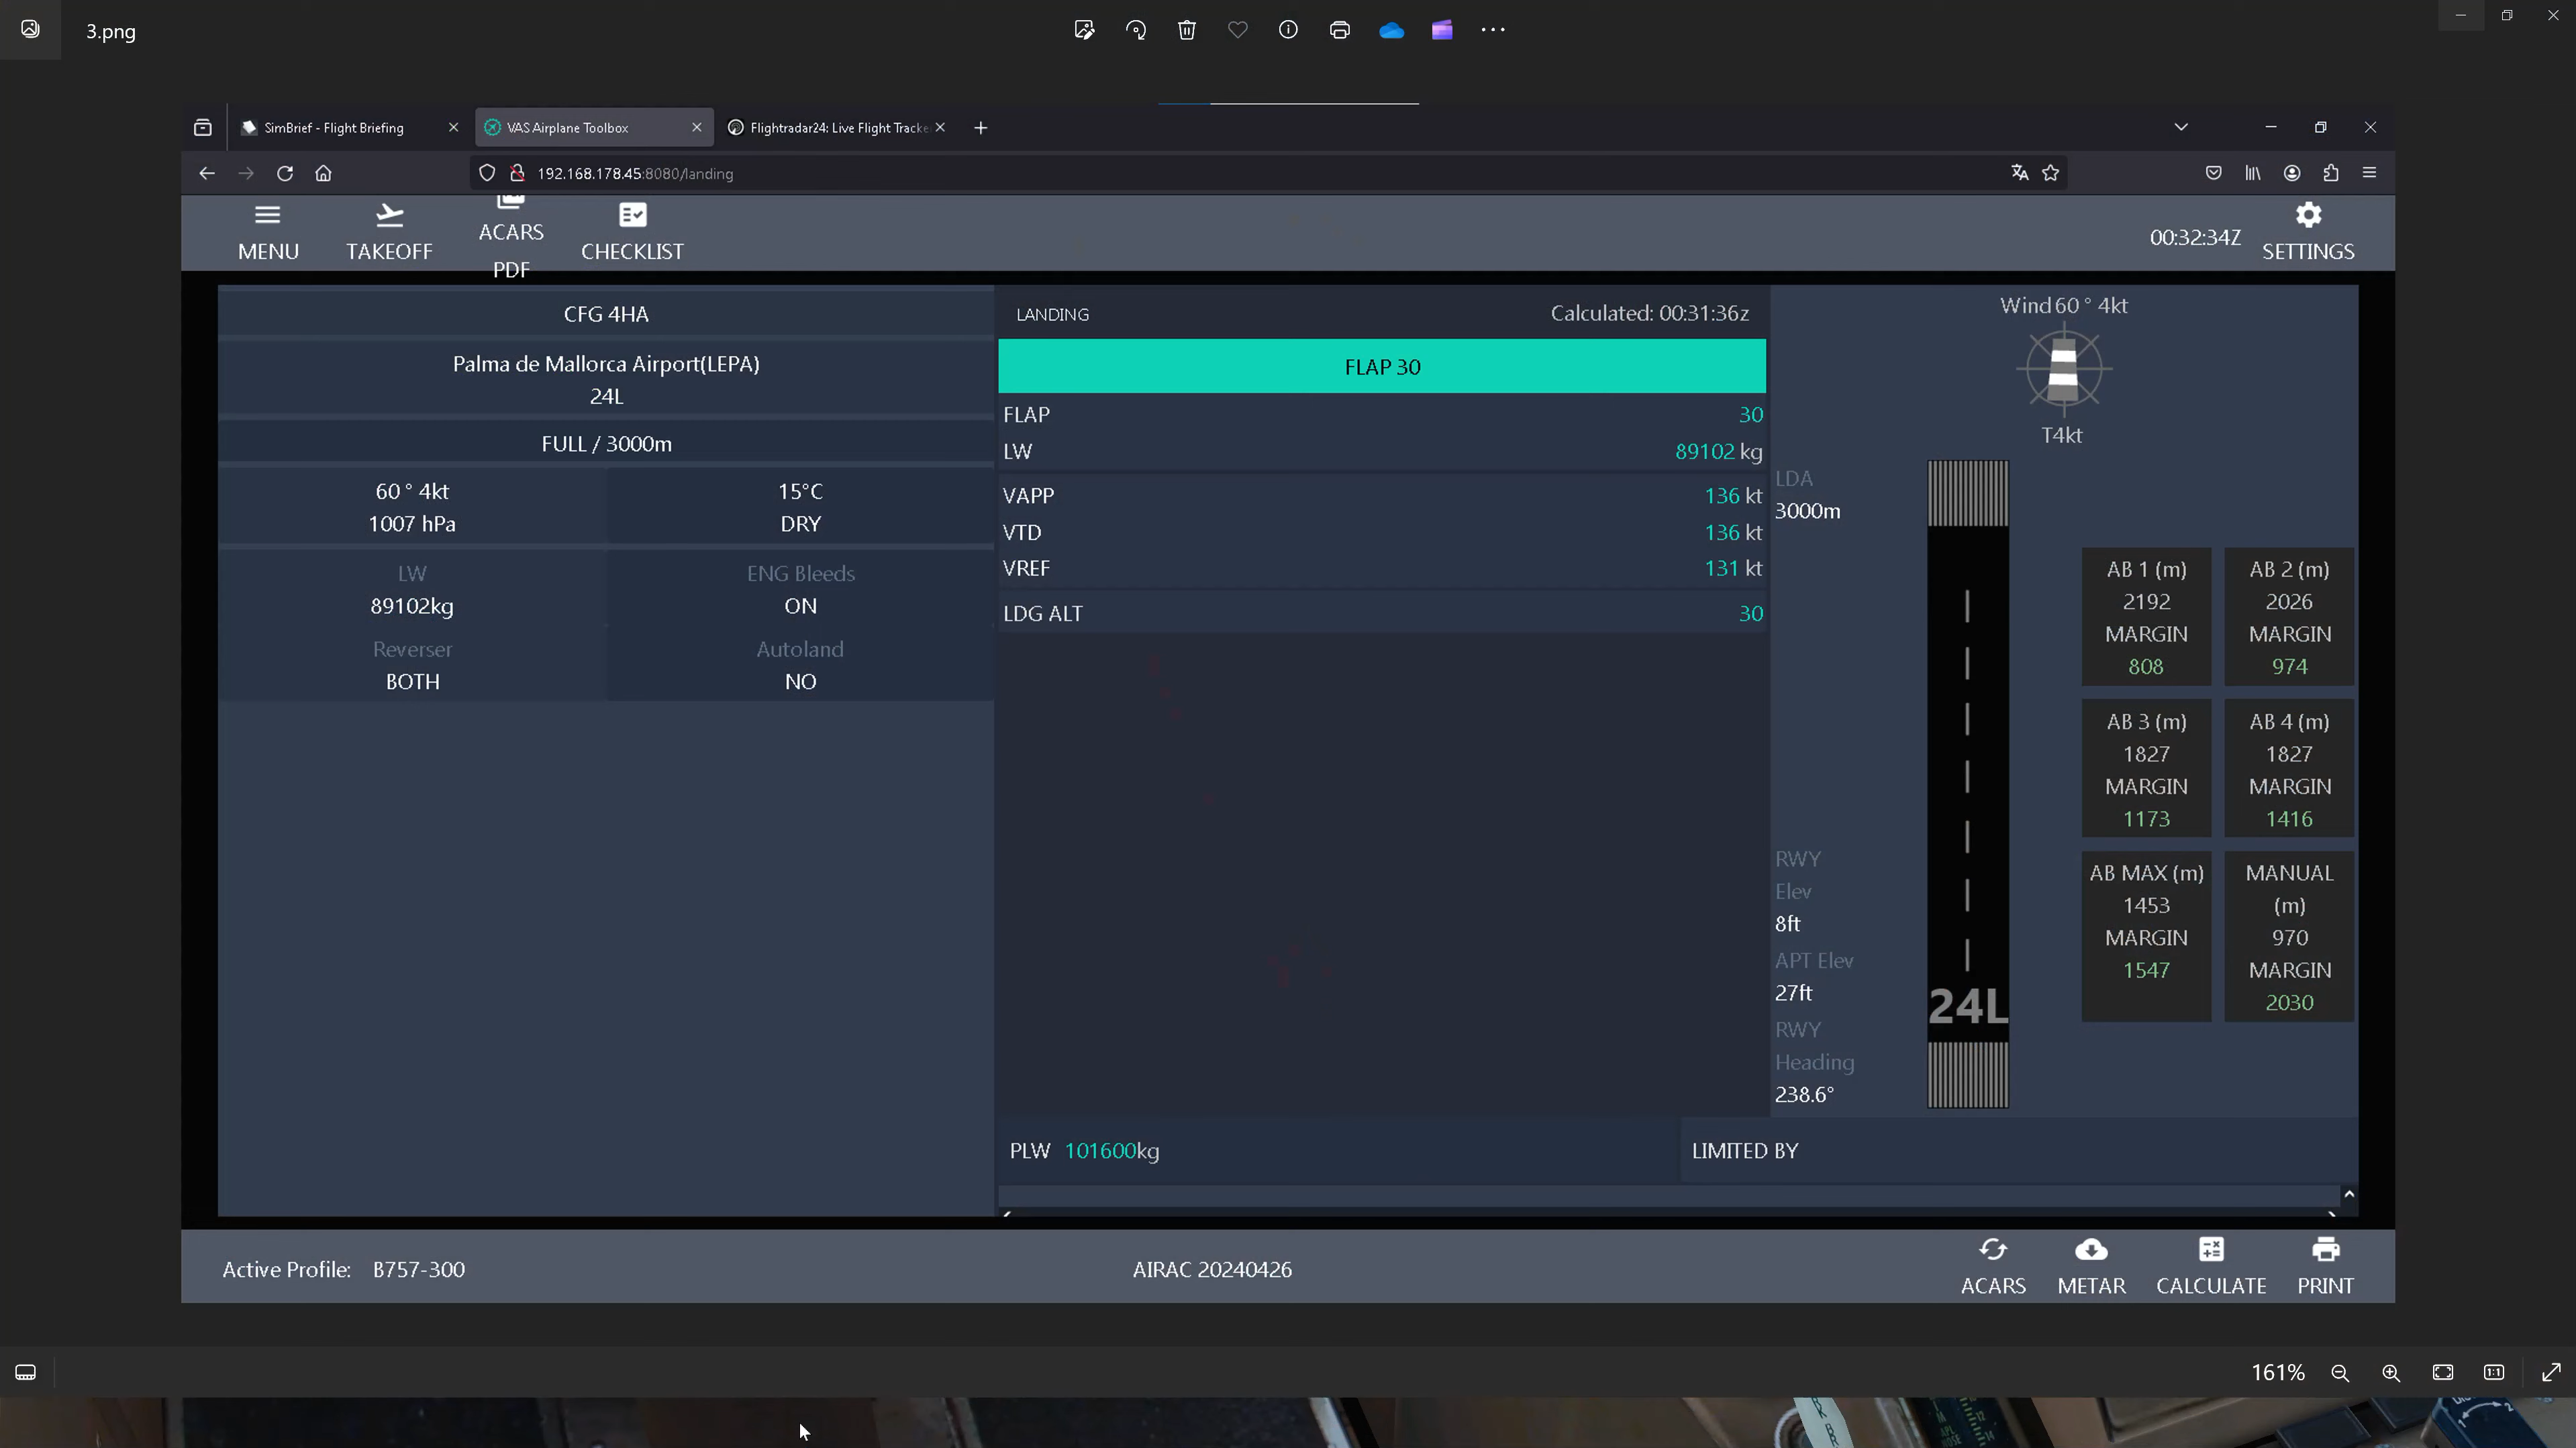 3.png
SimBrief - Flight Briefing
VAS Airplane Toolbox
Flightradar24: Live Flight Tracke
192.168.178.45:8080/landing
MENU
TAKEOFF
ACARS
PDF
CHECKLIST
00:32:34Z
SETTINGS
CFG 4HA
Palma de Mallorca Airport(LEPA)
24L
FULL / 3000m
60 ° 4kt
1007 hPa
15°C
DRY
LW
89102kg
ENG Bleeds
ON
Reverser
BOTH
Autoland
NO
LANDING
Calculated: 00:31:36z
FLAP 30
FLAP 30
LW 89102 kg
VAPP 136 kt
VTD 136 kt
VREF 131 kt
LDG ALT 30
Wind 60 ° 4kt
T4kt
LDA
3000m
RWY
Elev
8ft
APT Elev
27ft
RWY
Heading
238.6°
24L
AB 1 (m)
2192
MARGIN
808
AB 2 (m)
2026
MARGIN
974
AB 3 (m)
1827
MARGIN
1173
AB 4 (m)
1827
MARGIN
1416
AB MAX (m)
1453
MARGIN
1547
MANUAL
(m)
970
MARGIN
2030
PLW 101600kg
LIMITED BY
Active Profile: B757-300
AIRAC 20240426
ACARS
METAR
CALCULATE
PRINT
161%